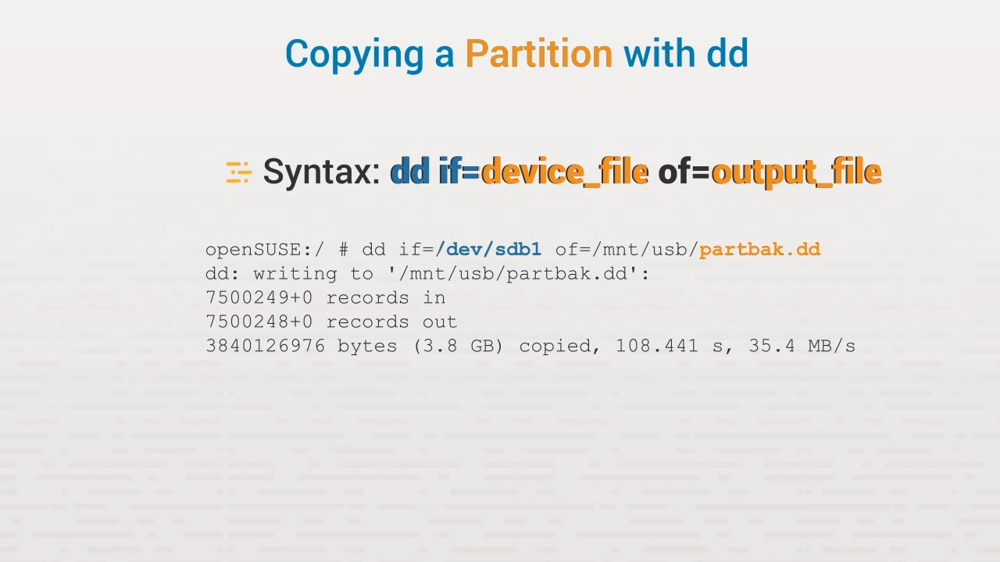 Copying a Partition with dd
Syntax: dd if=device_file of=output_file
openSUSE:/ # dd if=/dev/sdb1 of=/mnt/usb/partbak.dd
dd: writing to '/mnt/usb/partbak.dd':
7500249+0 records in
7500248+0 records out
3840126976 bytes (3.8 GB) copied, 108.441 s, 35.4 MB/s